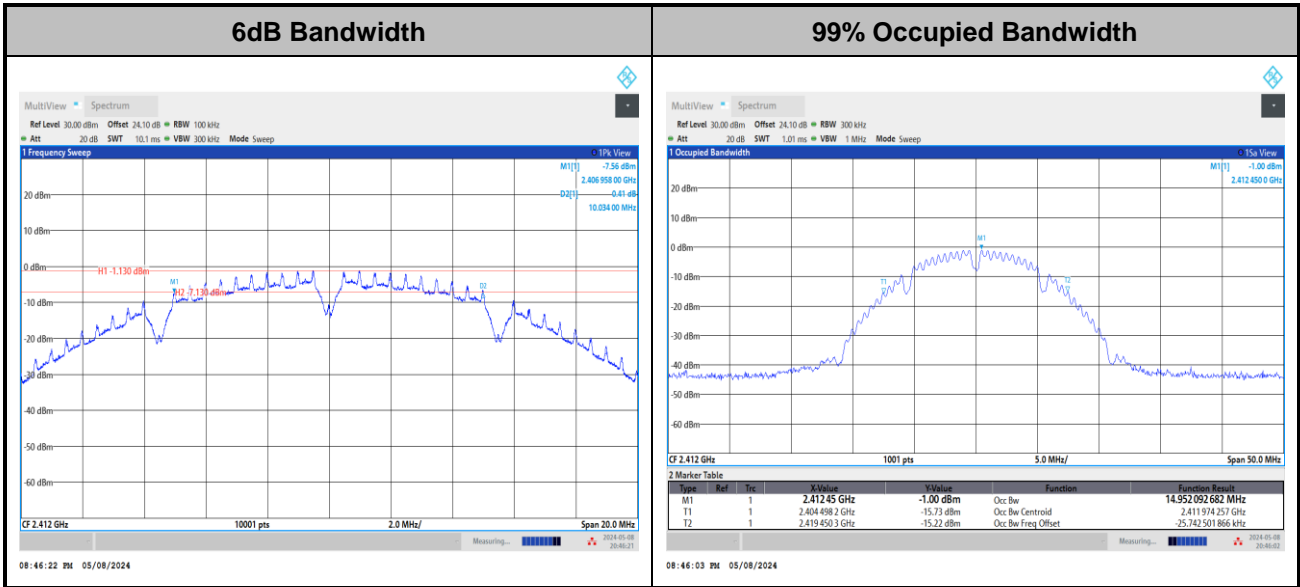 6dB Bandwidth
MultiView Spectrum
Ref Level 30.00 dBm Offset 24.10 dB RBW 100 kHz
Att 20 dB SWT 10.1 ms VBW 300 kHz Mode Sweep
1 Frequency Sweep 1Pk View
M1[1] -7.56 dBm
2.406 958 00 GHz
D2[1] -0.41 dB
10.034 00 MHz
20 dBm
10 dBm
0 dBm
H1 -1.130 dBm
M1
H2 -7.130 dBm
D2
-10 dBm
-20 dBm
-30 dBm
-40 dBm
-50 dBm
-60 dBm
CF 2.412 GHz 10001 pts 2.0 MHz/ Span 20.0 MHz
Measuring... 2024-05-08
20:46:21
08:46:22 PM 05/08/2024
99% Occupied Bandwidth
MultiView Spectrum
Ref Level 30.00 dBm Offset 24.10 dB RBW 300 kHz
Att 20 dB SWT 1.01 ms VBW 1 MHz Mode Sweep
1 Occupied Bandwidth 1Sa View
M1[1] -1.00 dBm
2.412 450 0 GHz
20 dBm
10 dBm
M1
0 dBm
-10 dBm
T1 T2
-20 dBm
-30 dBm
-40 dBm
-50 dBm
-60 dBm
CF 2.412 GHz 1001 pts 5.0 MHz/ Span 50.0 MHz
2 Marker Table
Type Ref Trc X-Value Y-Value Function Function Result
M1 1 2.412 45 GHz -1.00 dBm Occ Bw 14.952 092 682 MHz
T1 1 2.404 498 2 GHz -15.73 dBm Occ Bw Centroid 2.411 974 257 GHz
T2 1 2.419 450 3 GHz -15.22 dBm Occ Bw Freq Offset -25.742 501 866 kHz
Measuring... 2024-05-08
20:46:02
08:46:03 PM 05/08/2024